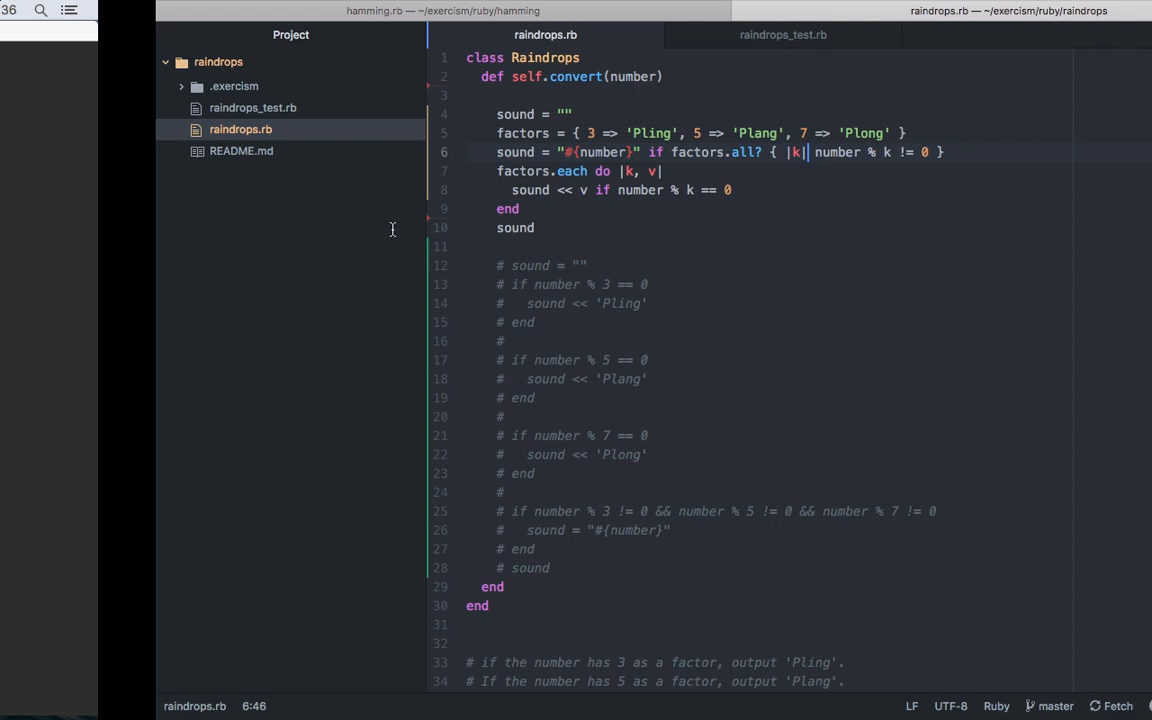 36
hamming.rb — ~/exercism/ruby/hamming
raindrops.rb — ~/exercism/ruby/raindrops
Project
raindrops.rb
raindrops_test.rb
raindrops
.exercism
raindrops_test.rb
raindrops.rb
README.md
1 class Raindrops
2 def self.convert(number)
3
4 sound = ""
5 factors = { 3 => 'Pling', 5 => 'Plang', 7 => 'Plong' }
6 sound = "#{number}" if factors.all? { |k| number % k != 0 }
7 factors.each do |k, v|
8 sound << v if number % k == 0
9 end
10 sound
11
12 # sound = ""
13 # if number % 3 == 0
14 # sound << 'Pling'
15 # end
16 #
17 # if number % 5 == 0
18 # sound << 'Plang'
19 # end
20 #
21 # if number % 7 == 0
22 # sound << 'Plong'
23 # end
24 #
25 # if number % 3 != 0 && number % 5 != 0 && number % 7 != 0
26 # sound = "#{number}"
27 # end
28 # sound
29 end
30 end
31
32
33 # if the number has 3 as a factor, output 'Pling'.
34 # If the number has 5 as a factor, output 'Plang'.
raindrops.rb 6:46
LF UTF-8 Ruby master Fetch